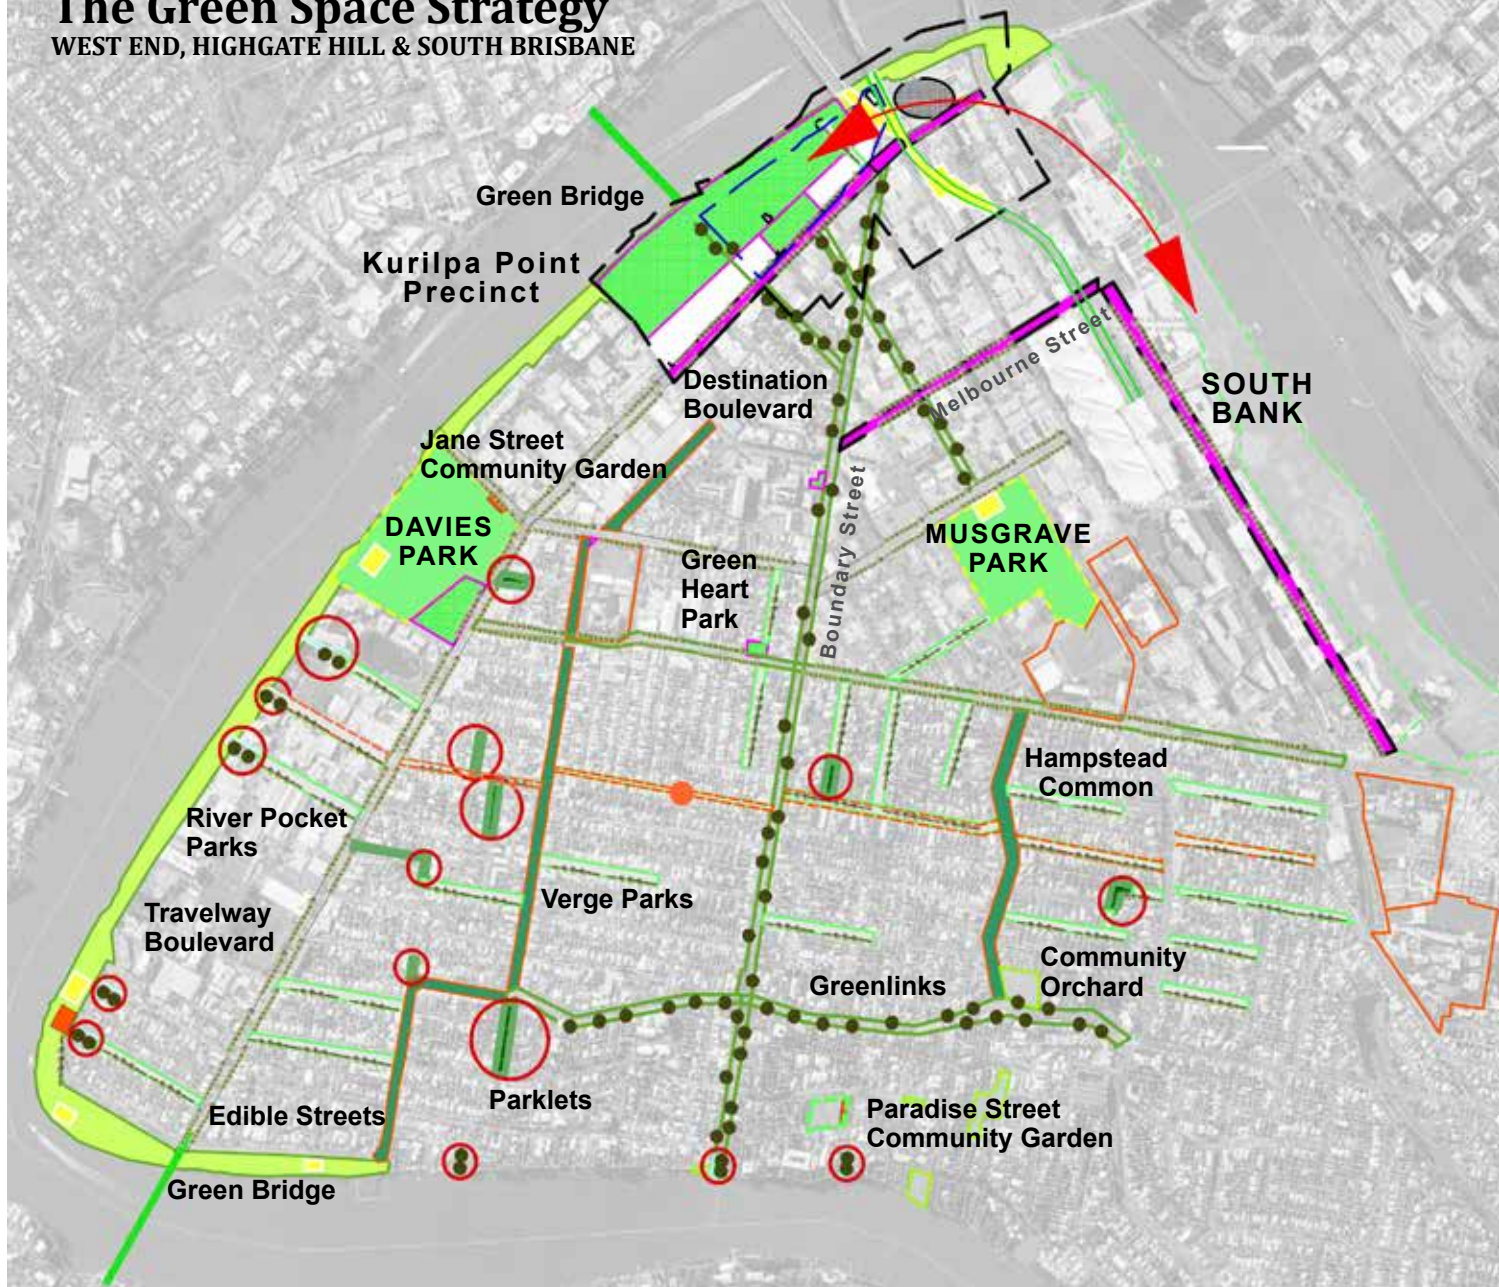 The Green Space Strategy
WEST END, HIGHGATE HILL & SOUTH BRISBANE
Green Bridge
Kurilpa Point
Precinct
Destination
Boulevard
Melbourne Street
SOUTH
BANK
Jane Street
Community Garden
DAVIES
PARK
Boundary Street
MUSGRAVE
PARK
Green
Heart
Park
Hampstead
Common
River Pocket
Parks
Verge Parks
Travelway
Boulevard
Community
Orchard
Greenlinks
Parklets
Edible Streets
Paradise Street
Community Garden
Green Bridge